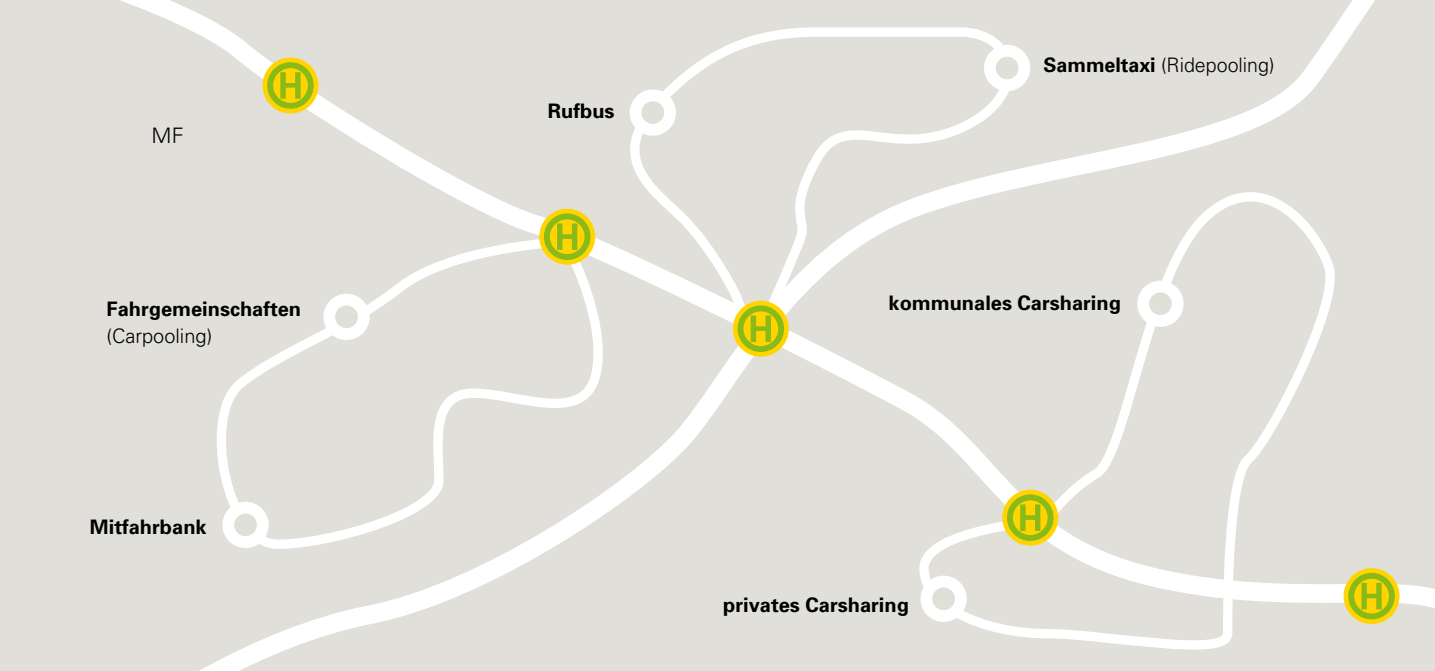 H
Sammeltaxi (Ridepooling)
Rufbus
MF
H
Fahrgemeinschaften
(Carpooling)
H
kommunales Carsharing
Mitfahrbank
H
privates Carsharing
H